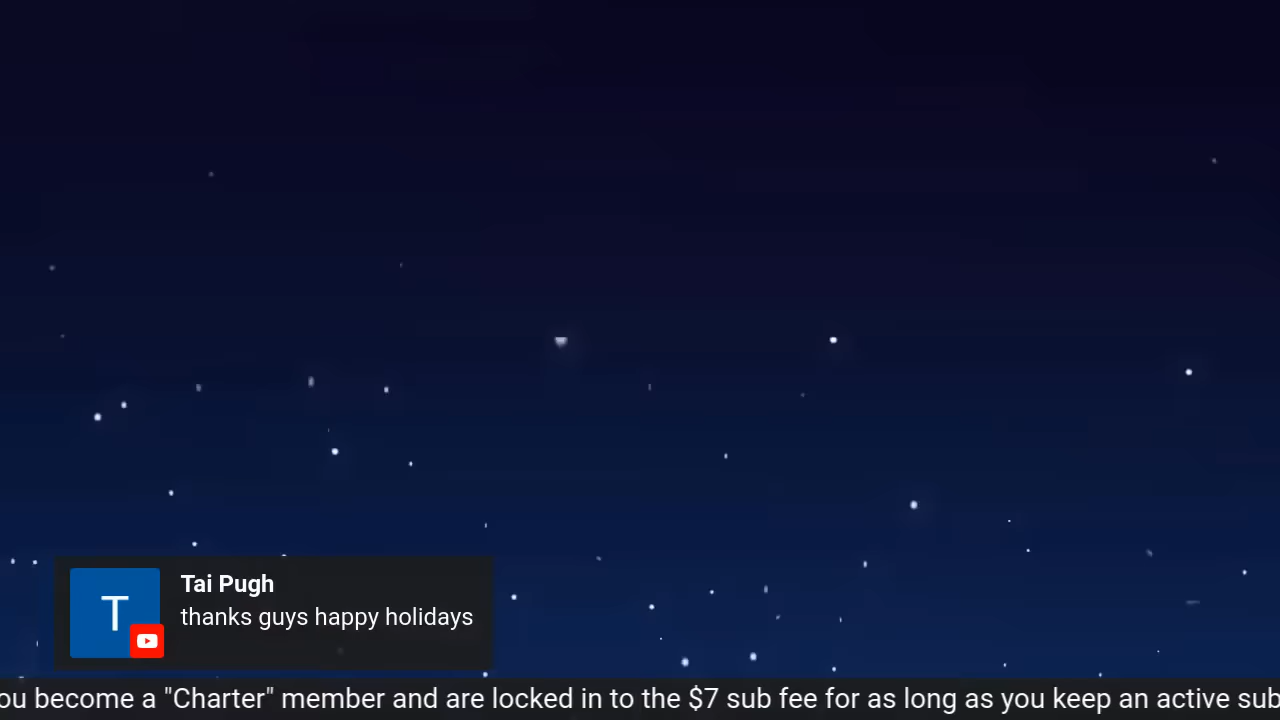 T
Tai Pugh
thanks guys happy holidays
ou become a "Charter" member and are locked in to the $7 sub fee for as long as you keep an active sub